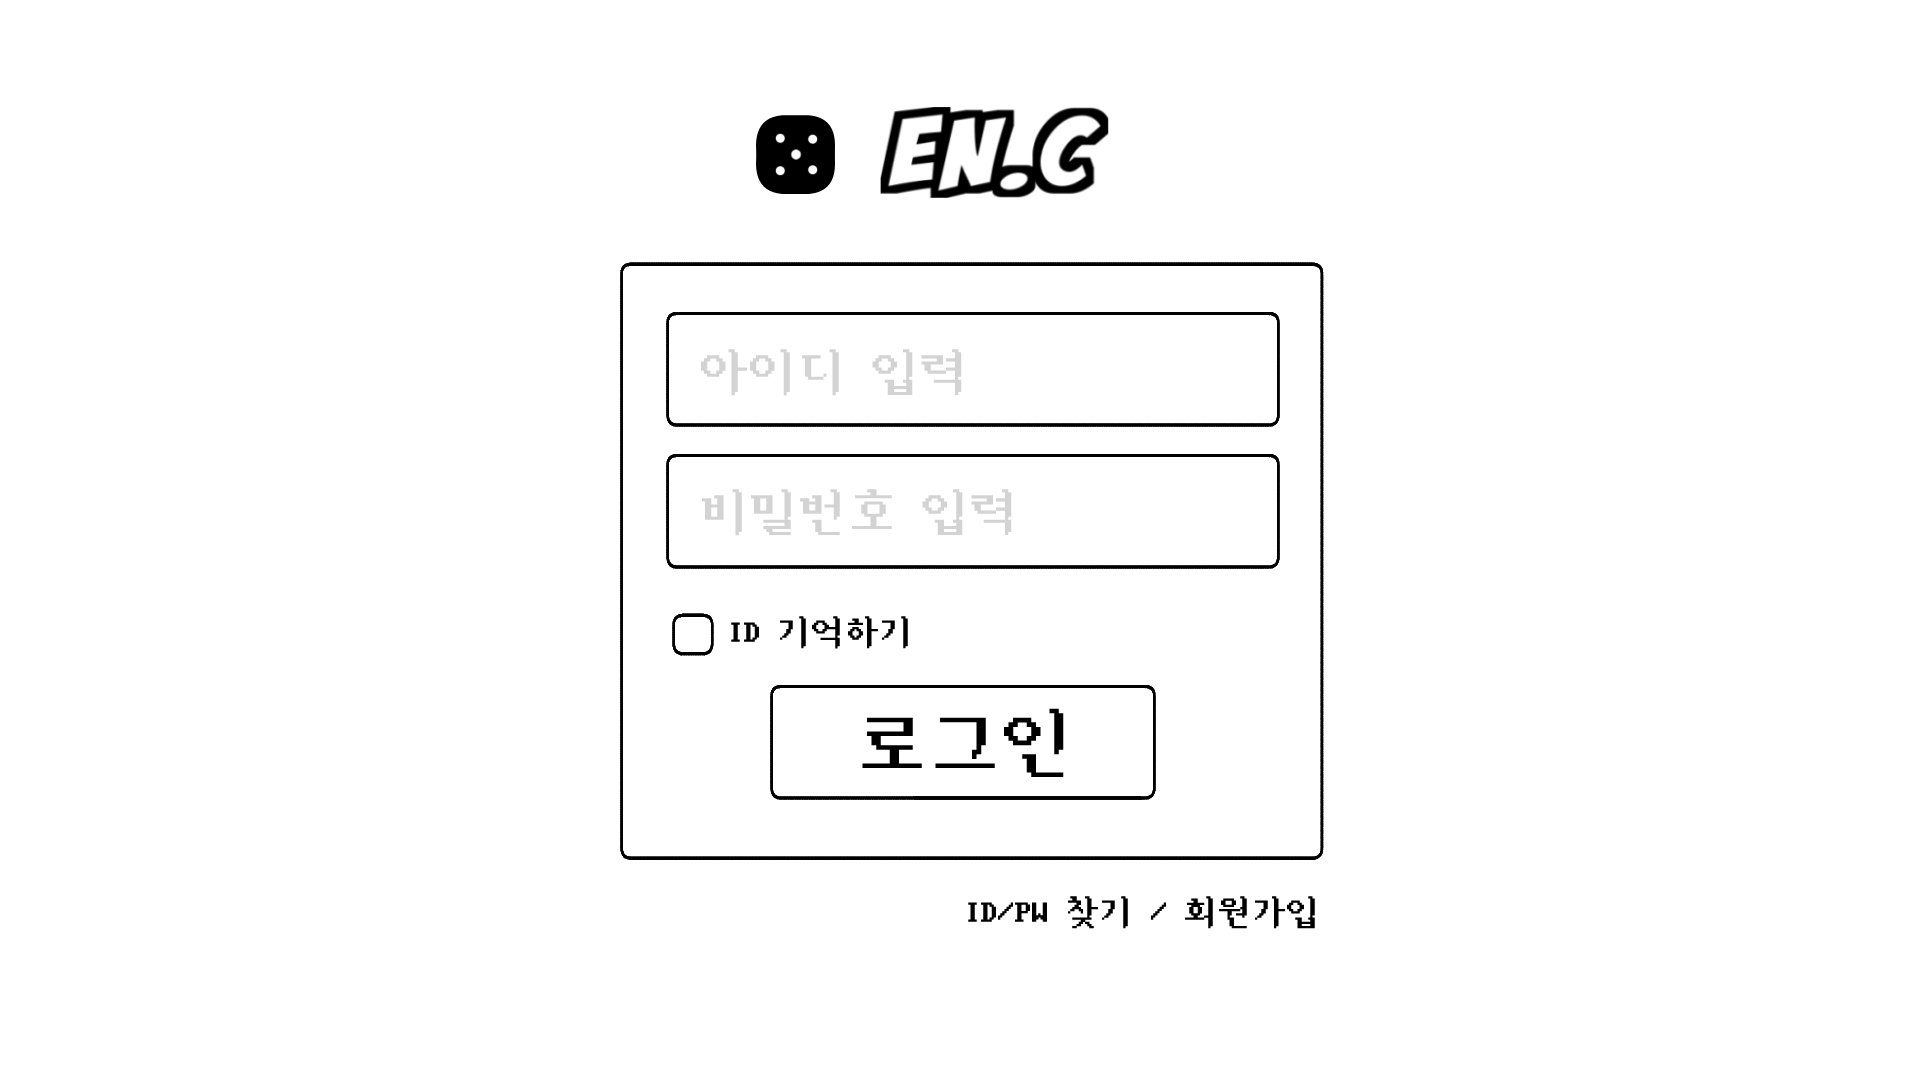 EN.C
아이디 입력
비밀번호 입력
ID 기억하기
로그인
ID/PW 찾기 / 회원가입